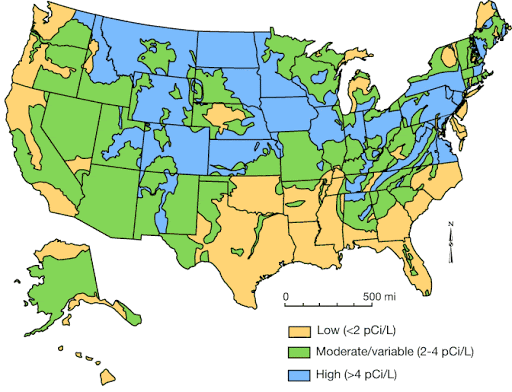 N
S
0 500 mi
Low (<2 pCi/L)
Moderate/variable (2-4 pCi/L)
High (>4 pCi/L)